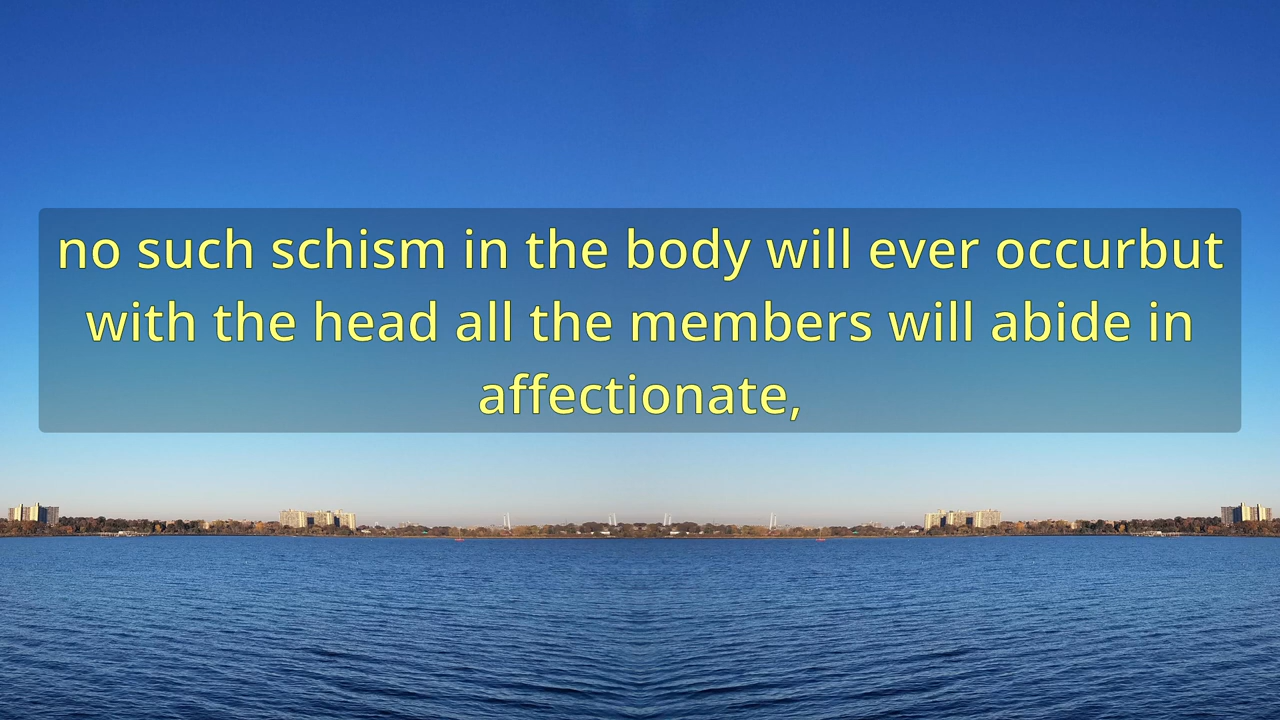 no such schism in the body will ever occurbut
with the head all the members will abide in
affectionate,